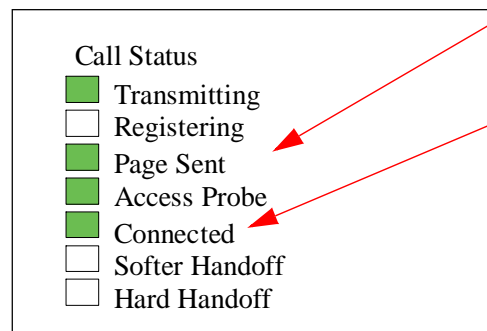 Call Status
Transmitting
Registering
Page Sent
Access Probe
Connected
Softer Handoff
Hard Handoff